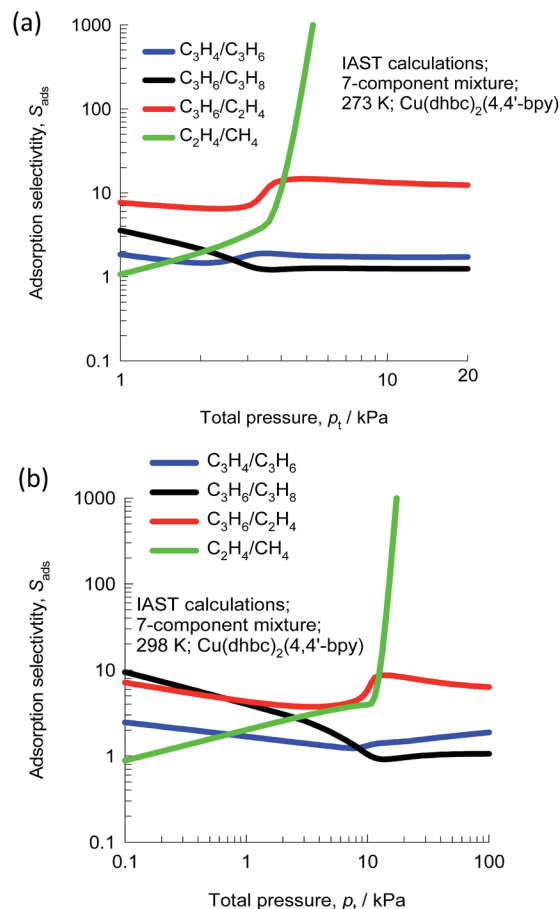 (a)
1000
100
10
1
0.1
Adsorption selectivtity, Sads
C3H4/C3H6
C3H6/C3H8
C3H6/C2H4
C2H4/CH4
IAST calculations;
7-component mixture;
273 K; Cu(dhbc)2(4,4'-bpy)
1
10
20
Total pressure, pt / kPa
(b)
C3H4/C3H6
C3H6/C3H8
C3H6/C2H4
C2H4/CH4
1000
100
10
1
0.1
Adsorption selectivtity, Sads
IAST calculations;
7-component mixture;
298 K; Cu(dhbc)2(4,4'-bpy)
0.1
1
10
100
Total pressure, pt / kPa